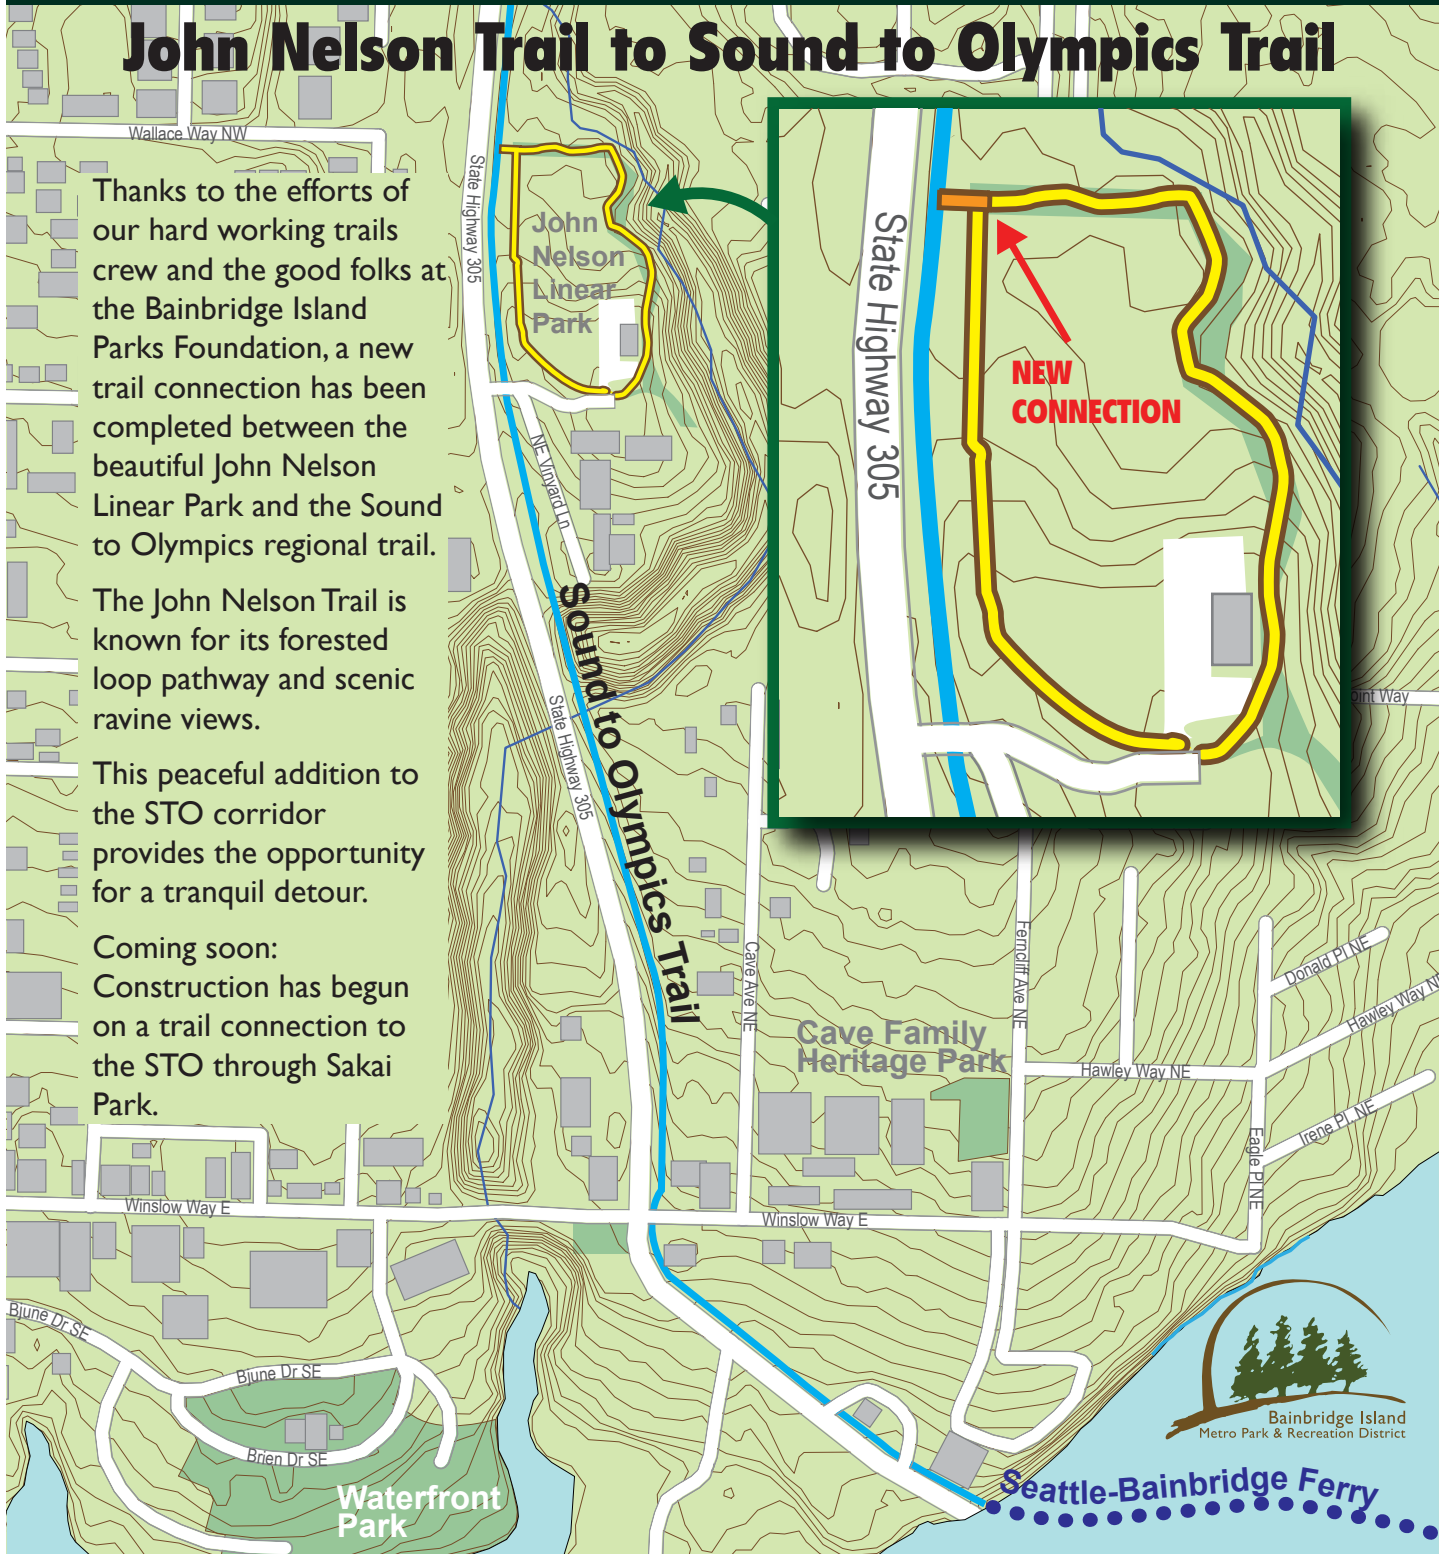 John Nelson Trail to Sound to Olympics Trail
Wallace Way NW
Thanks to the efforts of
our hard working trails
crew and the good folks at
the Bainbridge Island
Parks Foundation, a new
trail connection has been
completed between the
beautiful John Nelson
Linear Park and the Sound
to Olympics regional trail.
The John Nelson Trail is
known for its forested
loop pathway and scenic
ravine views.
This peaceful addition to
the STO corridor
provides the opportunity
for a tranquil detour.
Coming soon:
Construction has begun
on a trail connection to
the STO through Sakai
Park.
State Highway 305
John
Nelson
Linear
Park
NE Vinyard Ln
State Highway 305
NEW
CONNECTION
Sound to Olympics Trail
State Highway 305
oint Way
Cave Ave NE
Ferncliff Ave NE
Donald Pl NE
Hawley Way N
Cave Family
Heritage Park
Hawley Way NE
Irene Pl. NE
Eagle Pl NE
Winslow Way E
Winslow Way E
Bjune Dr SE
Bjune Dr SE
Brien Dr SE
Waterfront
Park
Bainbridge Island
Metro Park & Recreation District
Seattle-Bainbridge Ferry